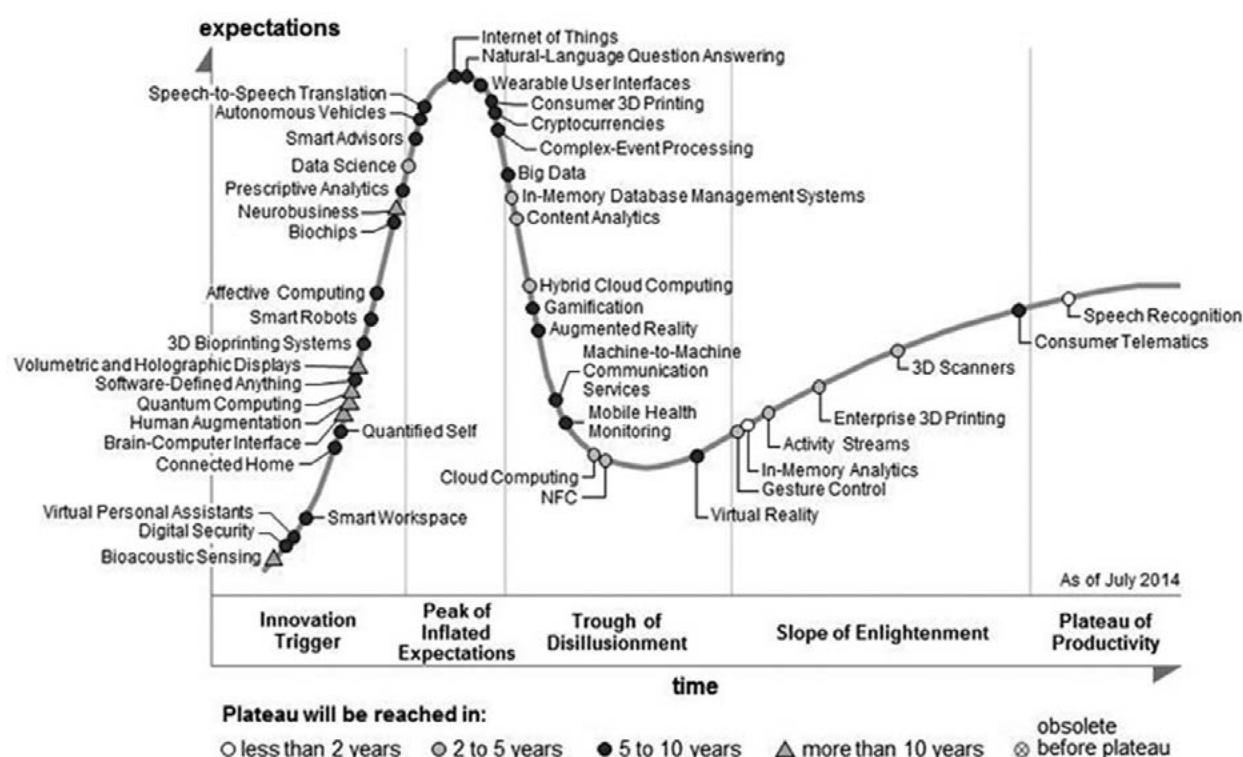 expectations
Internet of Things
Natural-Language Question Answering
Wearable User Interfaces
Consumer 3D Printing
Cryptocurrencies
Complex-Event Processing
Speech-to-Speech Translation
Autonomous Vehicles
Smart Advisors
Data Science
Prescriptive Analytics
Neurobusiness
Biochips
Big Data
In-Memory Database Management Systems
Content Analytics
Affective Computing
Smart Robots
3D Bioprinting Systems
Volumetric and Holographic Displays
Software-Defined Anything
Quantum Computing
Human Augmentation
Brain-Computer Interface
Connected Home
Quantified Self
Hybrid Cloud Computing
Gamification
Augmented Reality
Machine-to-Machine
Communication
Services
Mobile Health
Monitoring
Cloud Computing
NFC
Virtual Reality
Virtual Personal Assistants
Digital Security
Bioacoustic Sensing
Smart Workspace
Speech Recognition
Consumer Telematics
3D Scanners
Enterprise 3D Printing
Activity Streams
In-Memory Analytics
Gesture Control
As of July 2014
Innovation
Trigger
Peak of
Inflated
Expectations
Trough of
Disillusionment
Slope of Enlightenment
Plateau of
Productivity
time
Plateau will be reached in:
less than 2 years
2 to 5 years
5 to 10 years
more than 10 years
obsolete
before plateau